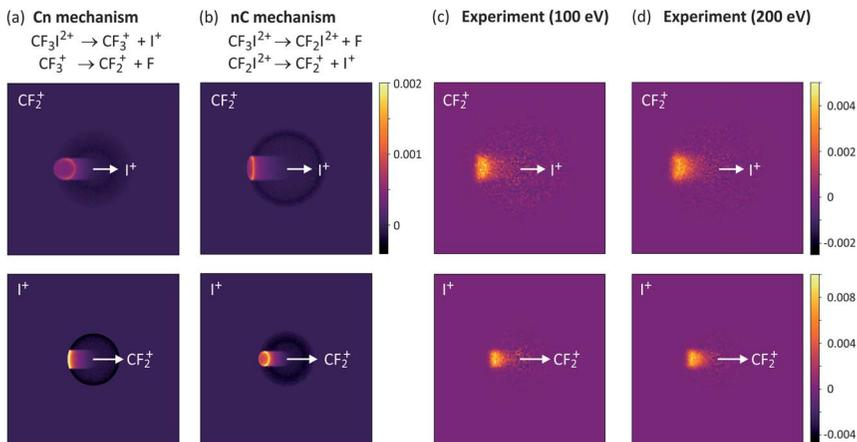 (a) Cn mechanism
CF₃I²⁺ → CF₃⁺ + I⁺
CF₃⁺ → CF₂⁺ + F
(b) nC mechanism
CF₃I²⁺ → CF₂I²⁺ + F
CF₂I²⁺ → CF₂⁺ + I⁺
(c) Experiment (100 eV)
(d) Experiment (200 eV)
CF₂⁺
I⁺
CF₂⁺
I⁺
0.002
0.001
0
CF₂⁺
I⁺
CF₂⁺
I⁺
0.004
0.002
0
-0.002
I⁺
CF₂⁺
I⁺
CF₂⁺
I⁺
CF₂⁺
I⁺
CF₂⁺
0.008
0.004
0
-0.004